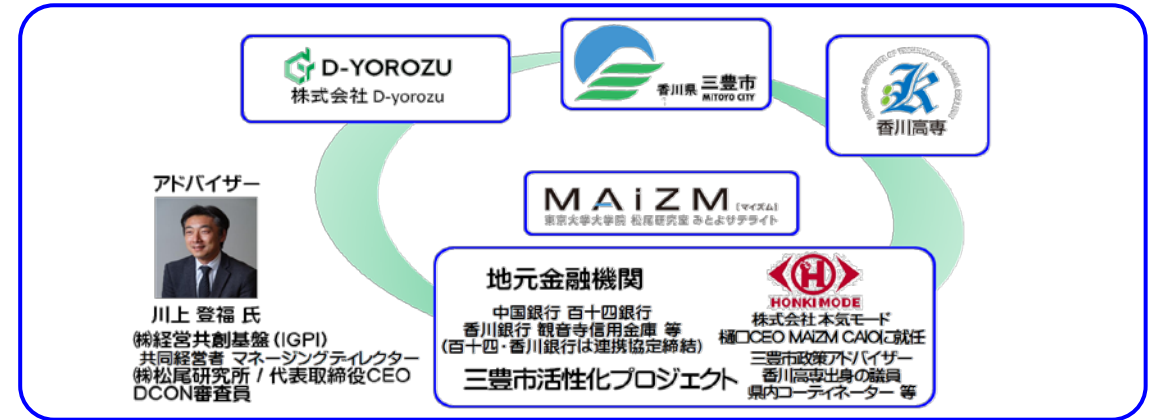 D-YOROZU
株式会社 D-yorozu
香川県 三豊市
MITOYO CITY
香川高専
MAiZM [マイズム]
東京大学大学院 松尾研究室 みとよサテライト
アドバイザー
川上 登福 氏
㈱経営共創基盤(IGPI)
共同経営者 マネージングディレクター
㈱松尾研究所 / 代表取締役CEO
DCON審査員
地元金融機関
中国銀行 百十四銀行
香川銀行 観音寺信用金庫 等
(百十四・香川銀行は連携協定締結)
三豊市活性化プロジェクト
H
HONKI MODE
株式会社 本気モード
樋口CEO MAiZM CAIOに就任
三豊市政策アドバイザー
香川高専出身の議員
県内コーディネーター 等